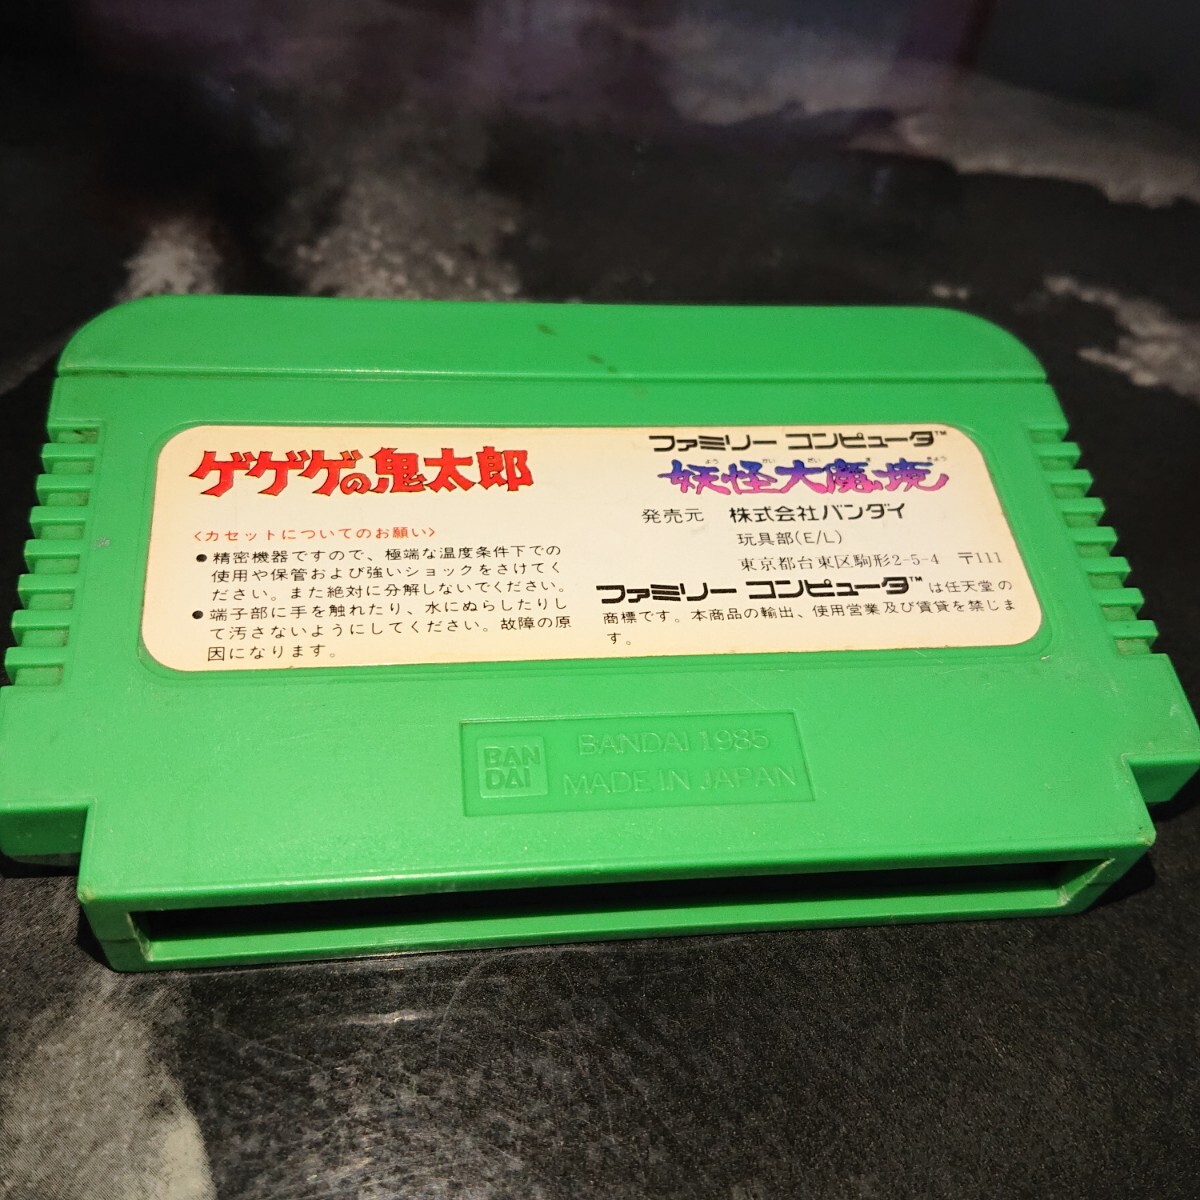 ゲゲゲの鬼太郎
<カセットについてのお願い>
●精密機器ですので、極端な温度条件下での
使用や保管および強いショックをさけてく
ださい。また絶対に分解しないでください。
●端子部に手を触れたり、水にぬらしたりし
て汚さないようにしてください。故障の原
因になります。
ファミリー コンピュータ™
よう かい だい ま きょう
妖怪大魔境
発売元 株式会社バンダイ
玩具部(E/L)
東京都台東区駒形2-5-4 〒111
ファミリー コンピュータ™は任天堂の
商標です。本商品の輸出、使用営業及び賃貸を禁じま
す。
BAN
DAI
BANDAI 1985
MADE IN JAPAN